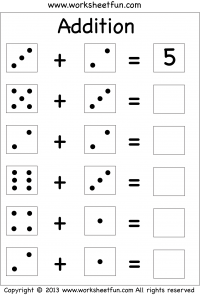 www.worksheetfun.com
Addition
+ = 5
+ =
+ =
+ =
+ =
+ =
Copyright © 2013 www.worksheetfun.com All rights reserved